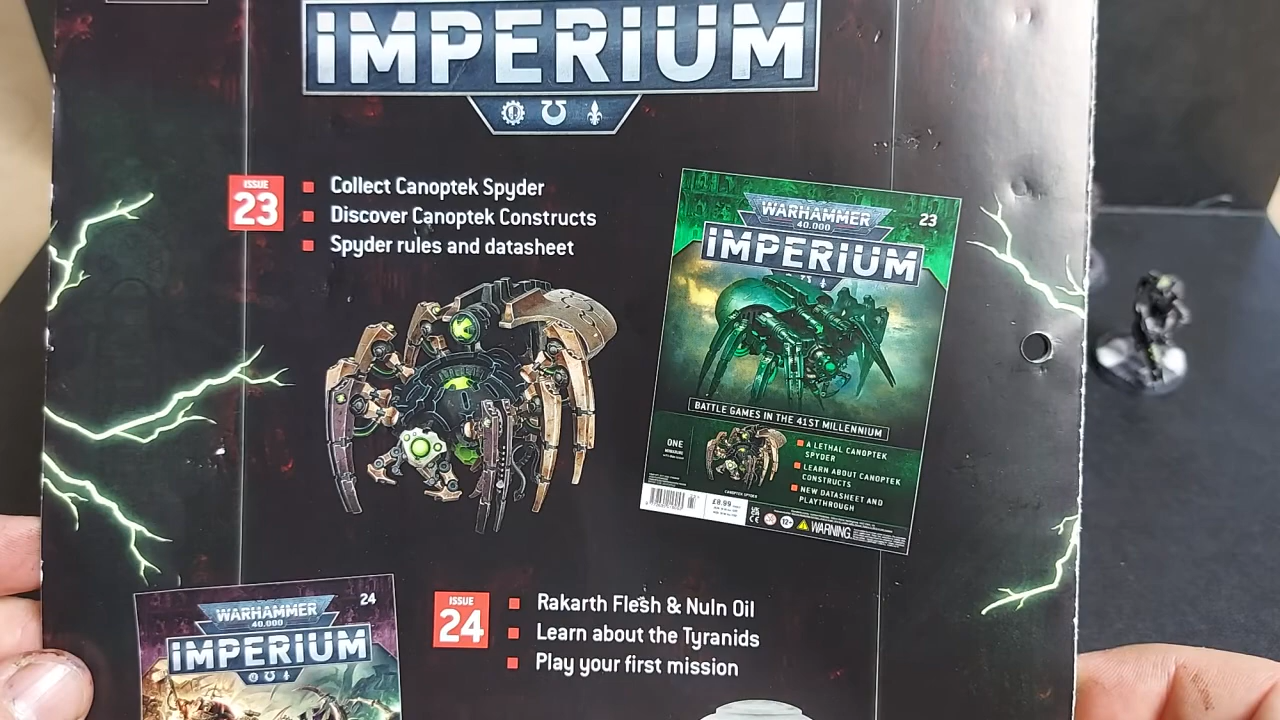 IMPERIUM
ISSUE
23
Collect Canoptek Spyder
Discover Canoptek Constructs
Spyder rules and datasheet
WARHAMMER
40,000
IMPERIUM
23
BATTLE GAMES IN THE 41ST MILLENNIUM
ONE
A LETHAL CANOPTEK
SPYDER
LEARN ABOUT CANOPTEK
CONSTRUCTS
NEW DATASHEET AND
PLAYTHROUGH
CANOPTEK SPYDER
£8.99
12+
WARNING.
WARHAMMER
40,000
IMPERIUM
24
ISSUE
24
Rakarth Flesh & Nuln Oil
Learn about the Tyranids
Play your first mission